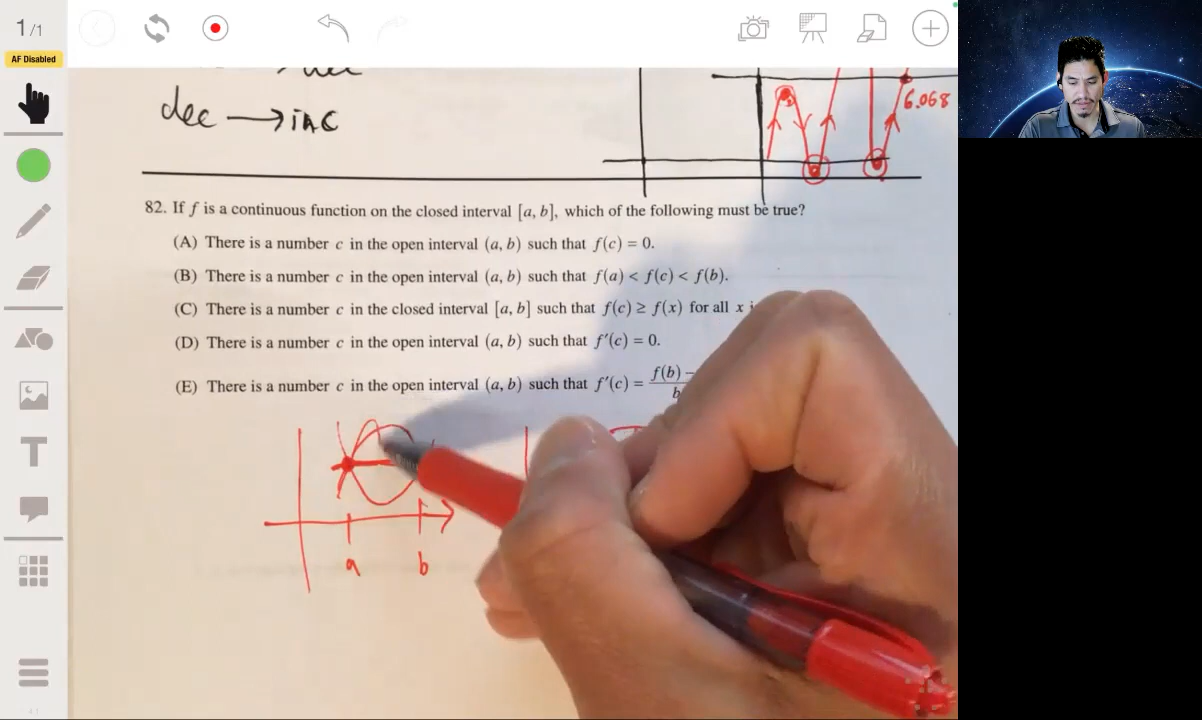 1/1
AF Disabled
dec → inc
6.068
82. If f is a continuous function on the closed interval [a, b], which of the following must be true?
(A) There is a number c in the open interval (a, b) such that f(c) = 0.
(B) There is a number c in the open interval (a, b) such that f(a) < f(c) < f(b).
(C) There is a number c in the closed interval [a, b] such that f(c) ≥ f(x) for all x
(D) There is a number c in the open interval (a, b) such that f′(c) = 0.
(E) There is a number c in the open interval (a, b) such that f′(c) = f(b) –
b
a b
T